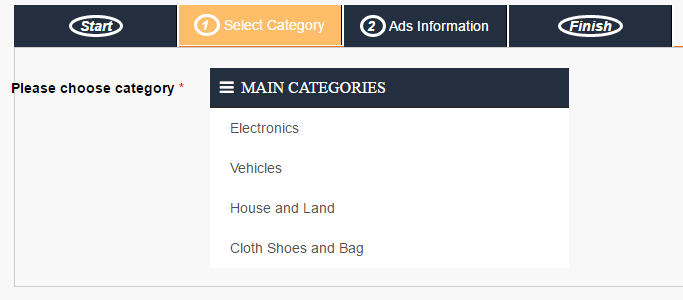 Start 1 Select Category 2 Ads Information Finish
Please choose category * MAIN CATEGORIES
Electronics
Vehicles
House and Land
Cloth Shoes and Bag